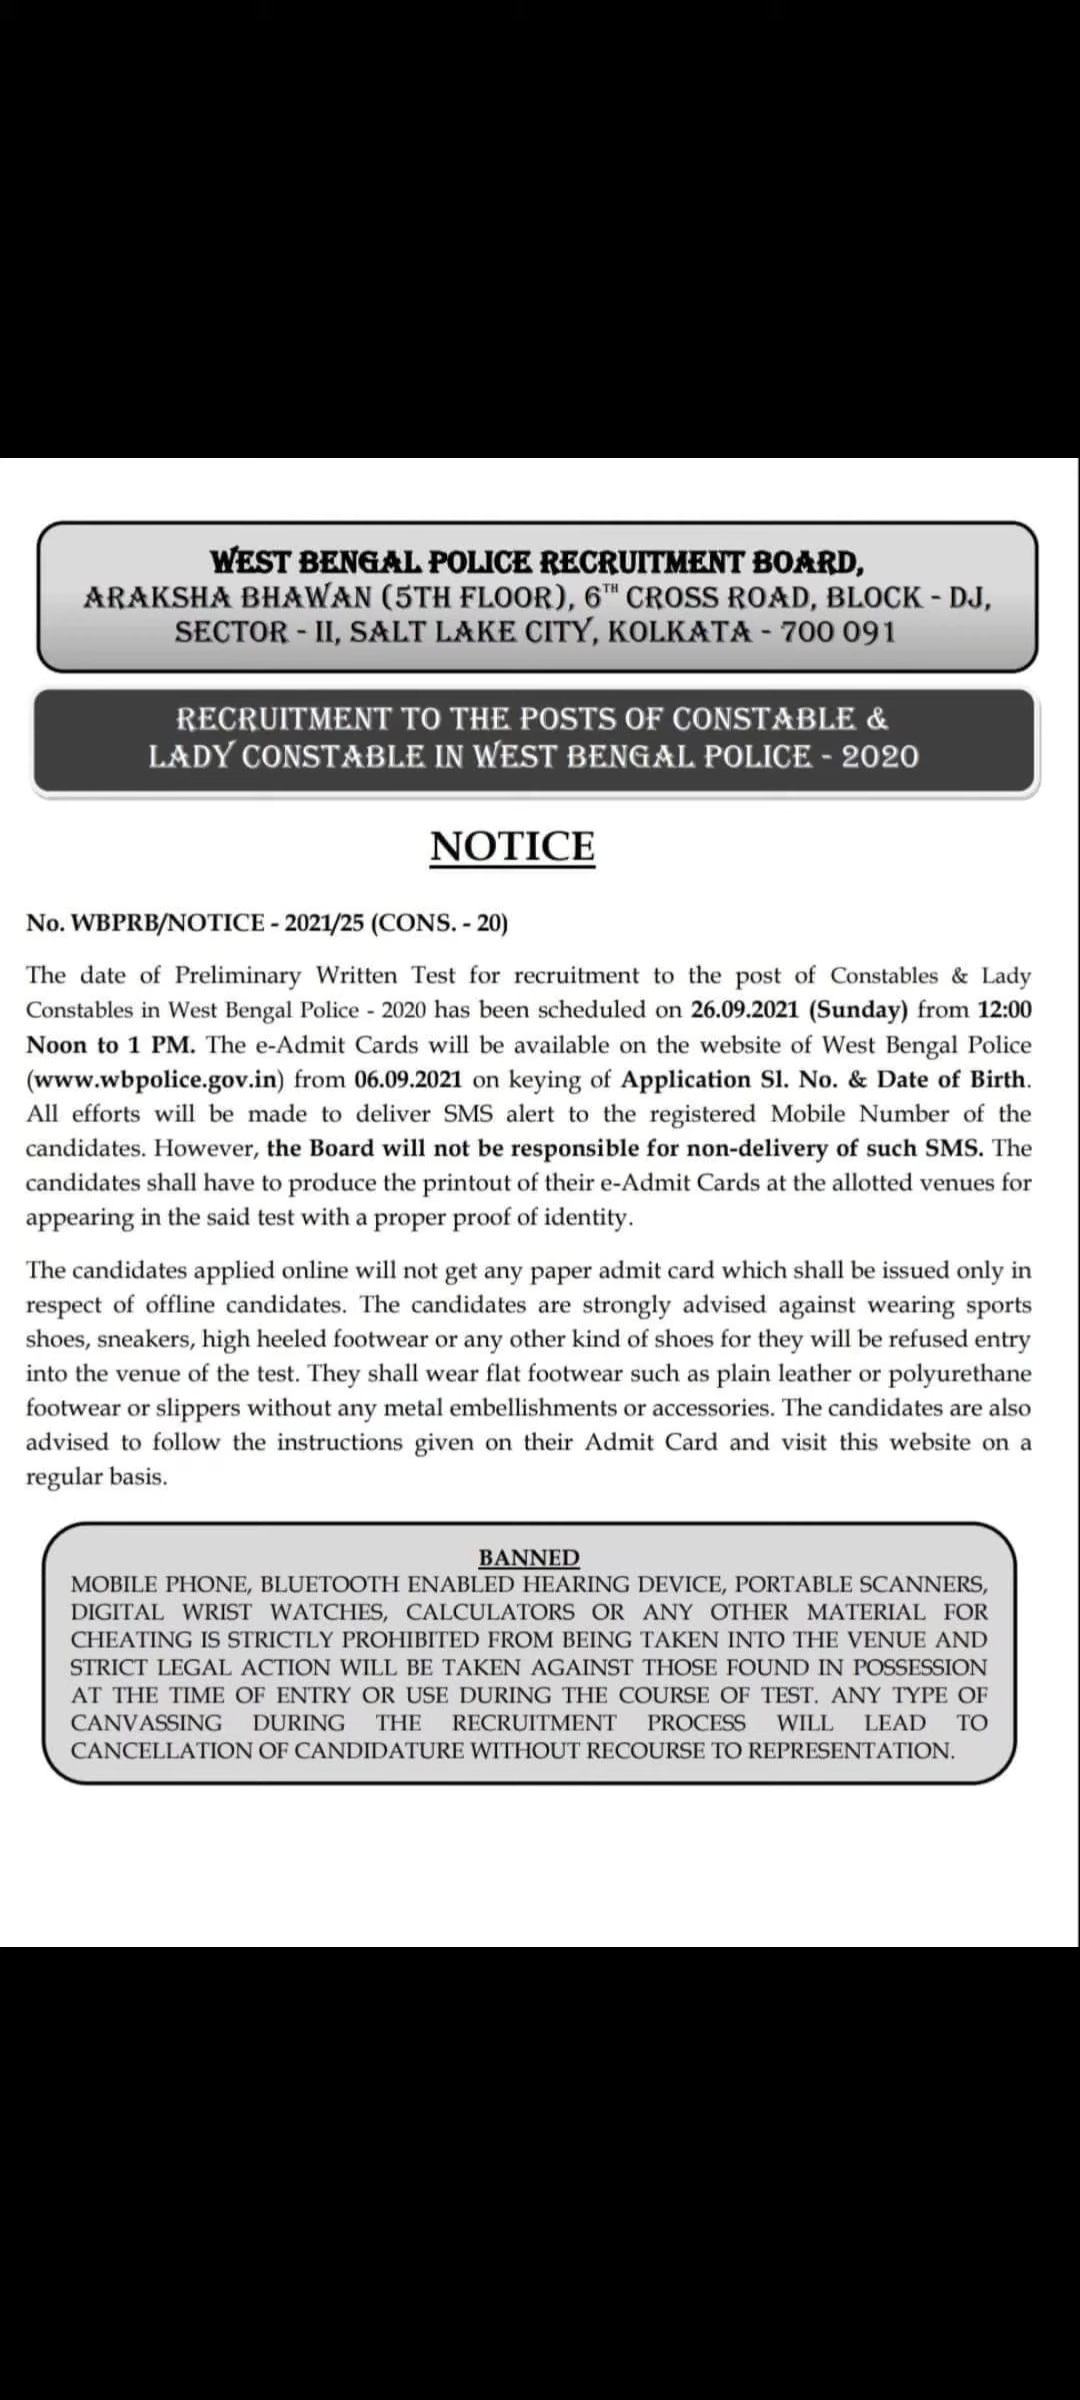 WEST BENGAL POLICE RECRUITMENT BOARD,
ARAKSHA BHAWAN (5TH FLOOR), 6TH CROSS ROAD, BLOCK - DJ,
SECTOR - II, SALT LAKE CITY, KOLKATA - 700 091
RECRUITMENT TO THE POSTS OF CONSTABLE &
LADY CONSTABLE IN WEST BENGAL POLICE - 2020
NOTICE
No. WBPRB/NOTICE - 2021/25 (CONS. - 20)
The date of Preliminary Written Test for recruitment to the post of Constables & Lady
Constables in West Bengal Police - 2020 has been scheduled on 26.09.2021 (Sunday) from 12:00
Noon to 1 PM. The e-Admit Cards will be available on the website of West Bengal Police
(www.wbpolice.gov.in) from 06.09.2021 on keying of Application Sl. No. & Date of Birth.
All efforts will be made to deliver SMS alert to the registered Mobile Number of the
candidates. However, the Board will not be responsible for non-delivery of such SMS. The
candidates shall have to produce the printout of their e-Admit Cards at the allotted venues for
appearing in the said test with a proper proof of identity.
The candidates applied online will not get any paper admit card which shall be issued only in
respect of offline candidates. The candidates are strongly advised against wearing sports
shoes, sneakers, high heeled footwear or any other kind of shoes for they will be refused entry
into the venue of the test. They shall wear flat footwear such as plain leather or polyurethane
footwear or slippers without any metal embellishments or accessories. The candidates are also
advised to follow the instructions given on their Admit Card and visit this website on a
regular basis.
BANNED
MOBILE PHONE, BLUETOOTH ENABLED HEARING DEVICE, PORTABLE SCANNERS,
DIGITAL WRIST WATCHES, CALCULATORS OR ANY OTHER MATERIAL FOR
CHEATING IS STRICTLY PROHIBITED FROM BEING TAKEN INTO THE VENUE AND
STRICT LEGAL ACTION WILL BE TAKEN AGAINST THOSE FOUND IN POSSESSION
AT THE TIME OF ENTRY OR USE DURING THE COURSE OF TEST. ANY TYPE OF
CANVASSING DURING THE RECRUITMENT PROCESS WILL LEAD TO
CANCELLATION OF CANDIDATURE WITHOUT RECOURSE TO REPRESENTATION.